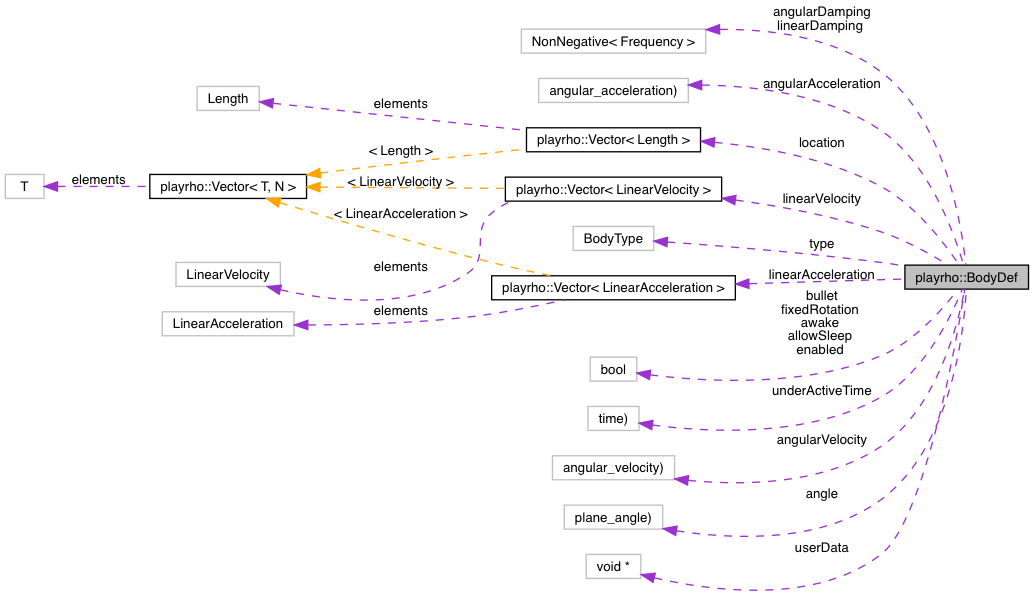 angularDamping
linearDamping
NonNegative< Frequency >
angularAcceleration
angular_acceleration)
Length
elements
playrho::Vector< Length >
location
< Length >
T
elements
playrho::Vector< T, N >
< LinearVelocity >
playrho::Vector< LinearVelocity >
linearVelocity
< LinearAcceleration >
BodyType
type
LinearVelocity
elements
linearAcceleration
playrho::BodyDef
playrho::Vector< LinearAcceleration >
LinearAcceleration
elements
bullet
fixedRotation
awake
allowSleep
enabled
bool
underActiveTime
time)
angularVelocity
angular_velocity)
angle
plane_angle)
userData
void *